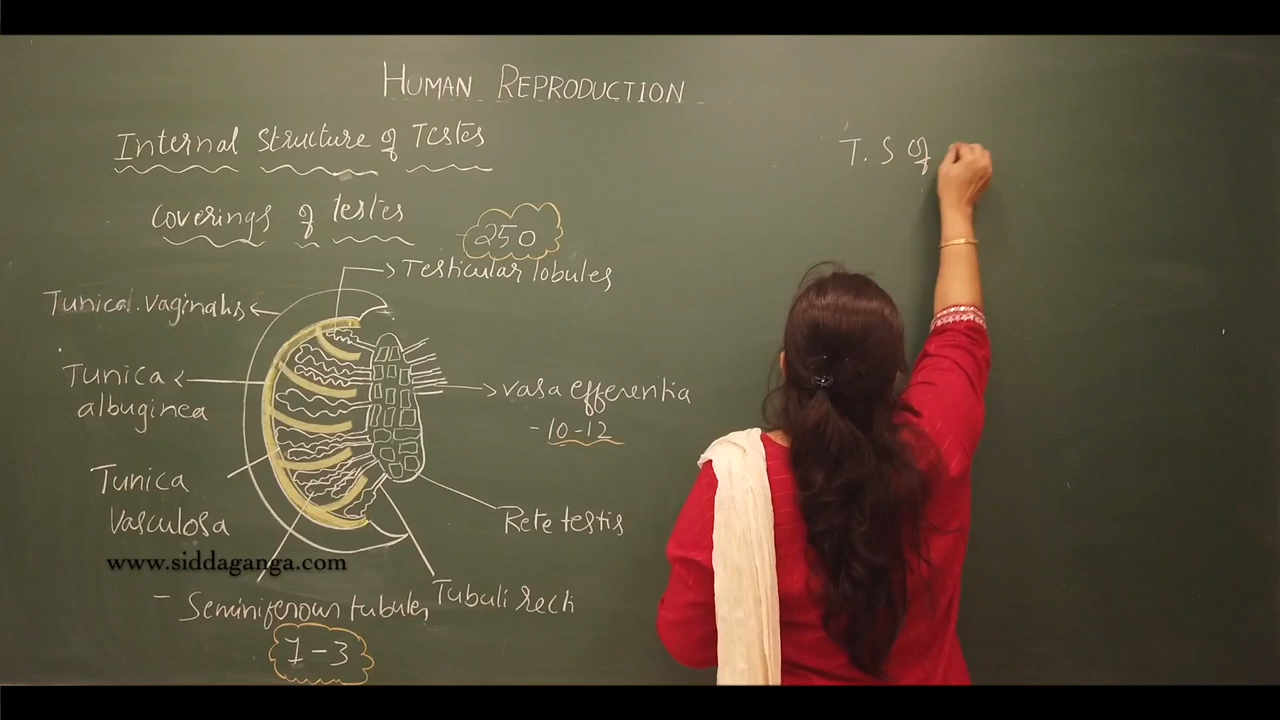 HUMAN REPRODUCTION
Internal structure of Testes
coverings of testes
250
Testicular lobules
Tunica vaginalis
Tunica
albuginea
vasa efferentia
- 10-12
Tunica
Vasculosa
Rete testis
www.siddaganga.com
- Seminiferous tubules
Tubuli recti
1-3
T. S of